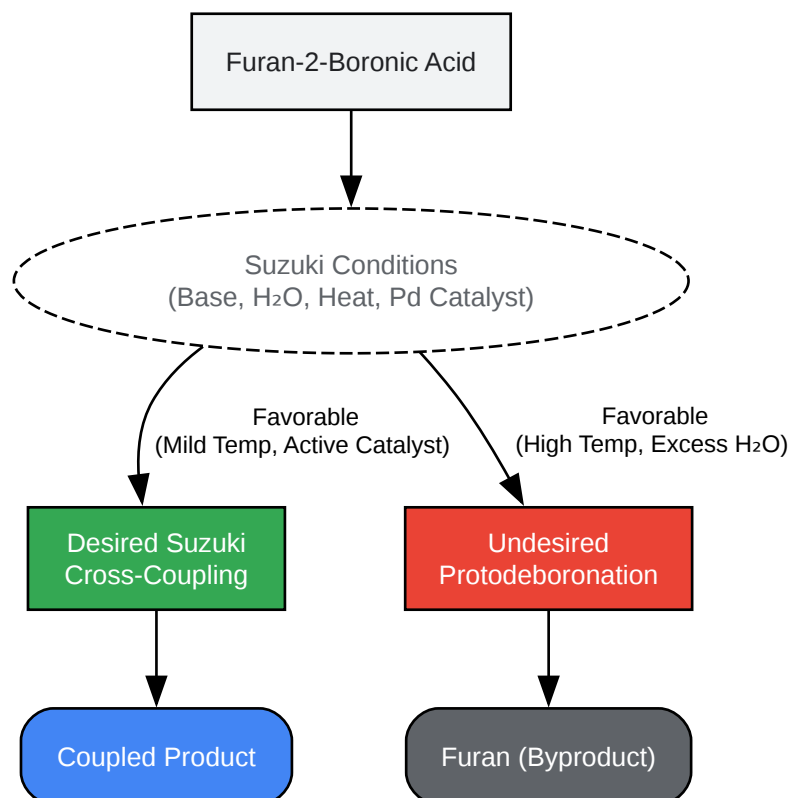 Furan-2-Boronic Acid
Suzuki Conditions
(Base, H₂O, Heat, Pd Catalyst)
Favorable
(Mild Temp, Active Catalyst)
Favorable
(High Temp, Excess H₂O)
Desired Suzuki
Cross-Coupling
Undesired
Protodeboronation
Coupled Product
Furan (Byproduct)